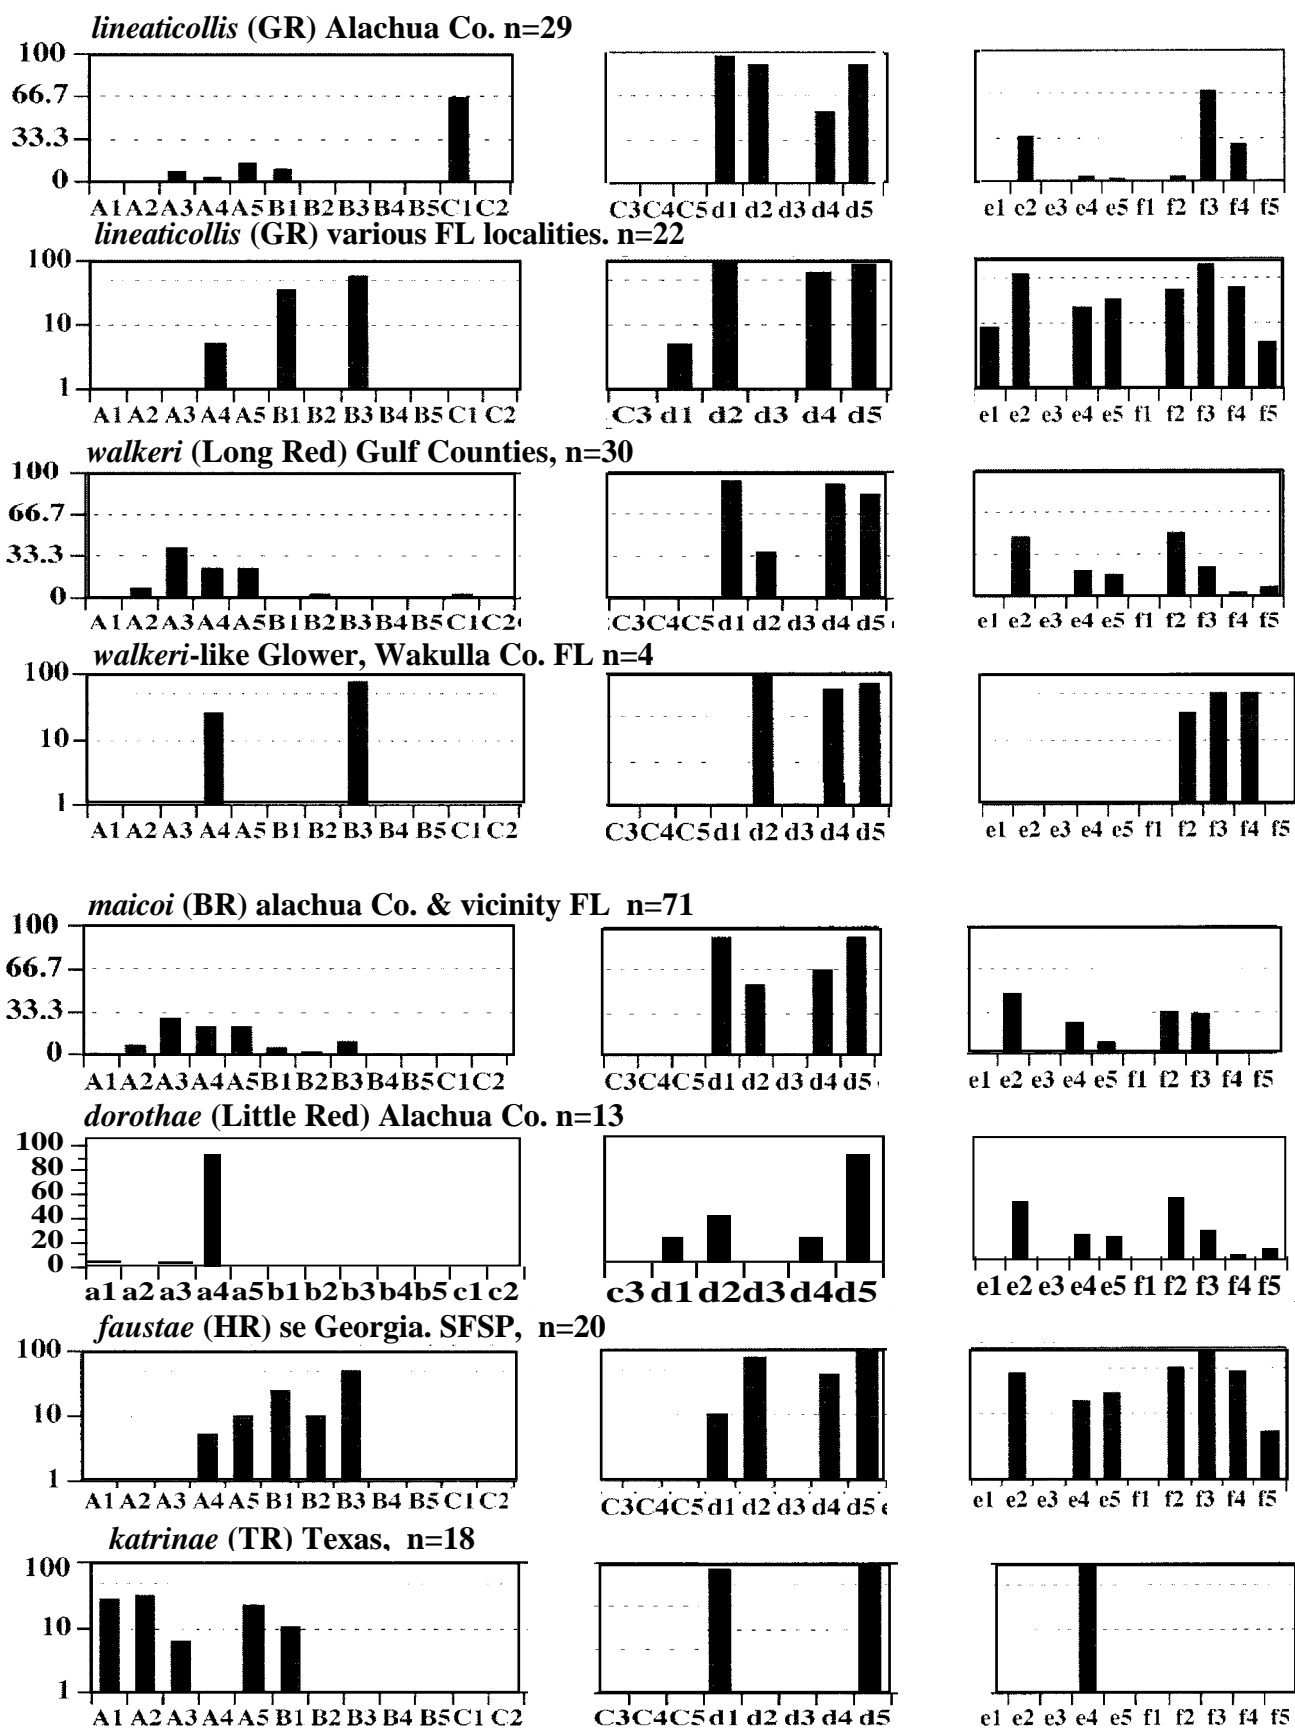 lineaticollis (GR) Alachua Co. n=29
100
66.7
33.3
0
A1 A2 A3 A4 A5 B1 B2 B3 B4 B5 C1 C2
C3 C4 C5 d1 d2 d3 d4 d5
e1 e2 e3 e4 e5 f1 f2 f3 f4 f5
lineaticollis (GR) various FL localities. n=22
100
10
1
A1 A2 A3 A4 A5 B1 B2 B3 B4 B5 C1 C2
C3 d1 d2 d3 d4 d5
e1 e2 e3 e4 e5 f1 f2 f3 f4 f5
walkeri (Long Red) Gulf Counties, n=30
100
66.7
33.3
0
A1 A2 A3 A4 A5 B1 B2 B3 B4 B5 C1 C2
C3 C4 C5 d1 d2 d3 d4 d5
e1 e2 e3 e4 e5 f1 f2 f3 f4 f5
walkeri-like Glower, Wakulla Co. FL n=4
100
10
1
A1 A2 A3 A4 A5 B1 B2 B3 B4 B5 C1 C2
C3 C4 C5 d1 d2 d3 d4 d5
e1 e2 e3 e4 e5 f1 f2 f3 f4 f5
maicoi (BR) alachua Co. & vicinity FL n=71
100
66.7
33.3
0
A1 A2 A3 A4 A5 B1 B2 B3 B4 B5 C1 C2
C3 C4 C5 d1 d2 d3 d4 d5
e1 e2 e3 e4 e5 f1 f2 f3 f4 f5
dorothae (Little Red) Alachua Co. n=13
100
80
60
40
20
0
a1 a2 a3 a4 a5 b1 b2 b3 b4 b5 c1 c2
c3 d1 d2 d3 d4 d5
e1 e2 e3 e4 e5 f1 f2 f3 f4 f5
faustae (HR) se Georgia. SFSP, n=20
100
10
1
A1 A2 A3 A4 A5 B1 B2 B3 B4 B5 C1 C2
C3 C4 C5 d1 d2 d3 d4 d5 e
e1 e2 e3 e4 e5 f1 f2 f3 f4 f5
katrinae (TR) Texas, n=18
100
10
1
A1 A2 A3 A4 A5 B1 B2 B3 B4 B5 C1 C2
C3 C4 C5 d1 d2 d3 d4 d5
e1 e2 e3 e4 e5 f1 f2 f3 f4 f5